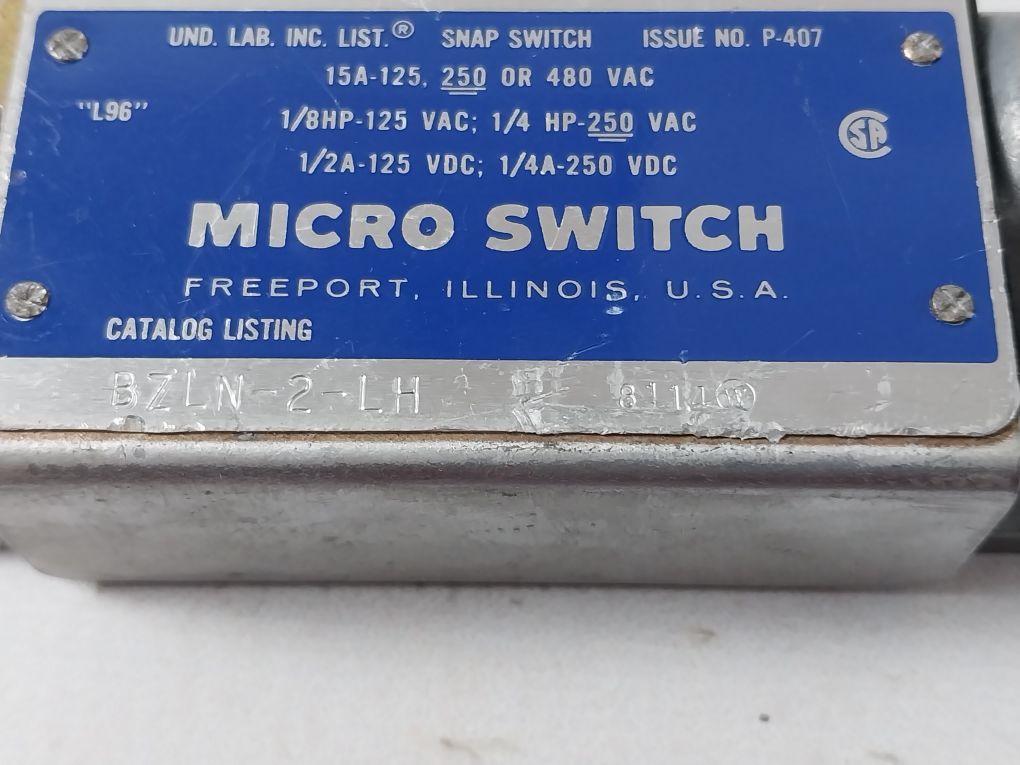 UND. LAB. INC. LIST.® SNAP SWITCH ISSUE NO. P-407
15A-125, 250 OR 480 VAC
"L96"
1/8HP-125 VAC; 1/4 HP-250 VAC
SA
1/2A-125 VDC; 1/4A-250 VDC
MICRO SWITCH
FREEPORT, ILLINOIS, U.S.A.
CATALOG LISTING
BZLN-2-LH 8111